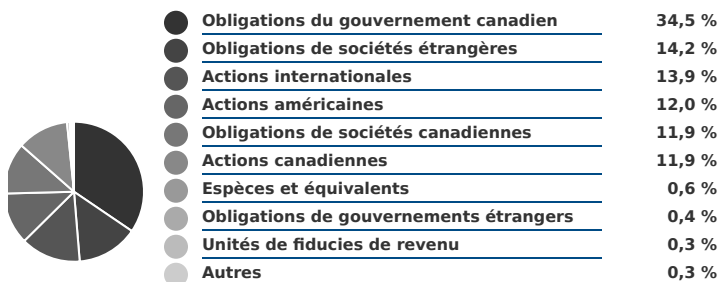 Obligations du gouvernement canadien 34,5 %
Obligations de sociétés étrangères 14,2 %
Actions internationales 13,9 %
Actions américaines 12,0 %
Obligations de sociétés canadiennes 11,9 %
Actions canadiennes 11,9 %
Espèces et équivalents 0,6 %
Obligations de gouvernements étrangers 0,4 %
Unités de fiducies de revenu 0,3 %
Autres 0,3 %